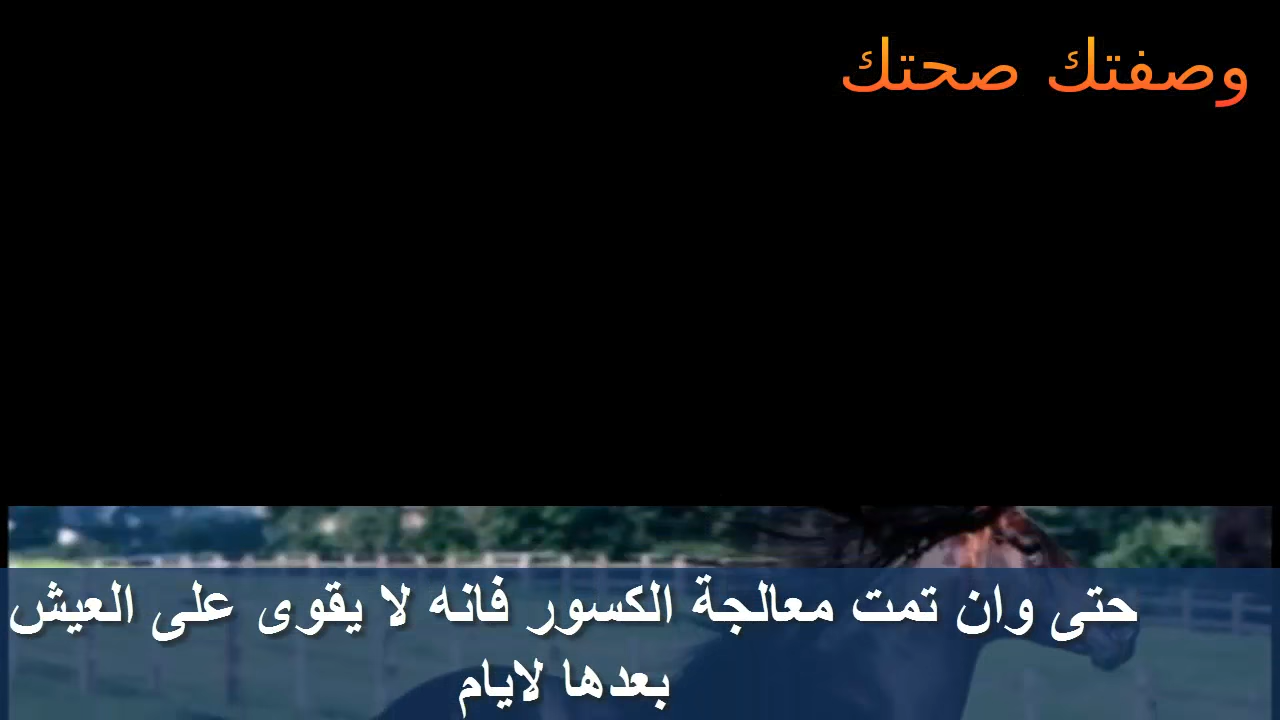 وصفتك صحتك
حتى وان تمت معالجة الكسور فانه لا يقوى على العيش
بعدها لايام